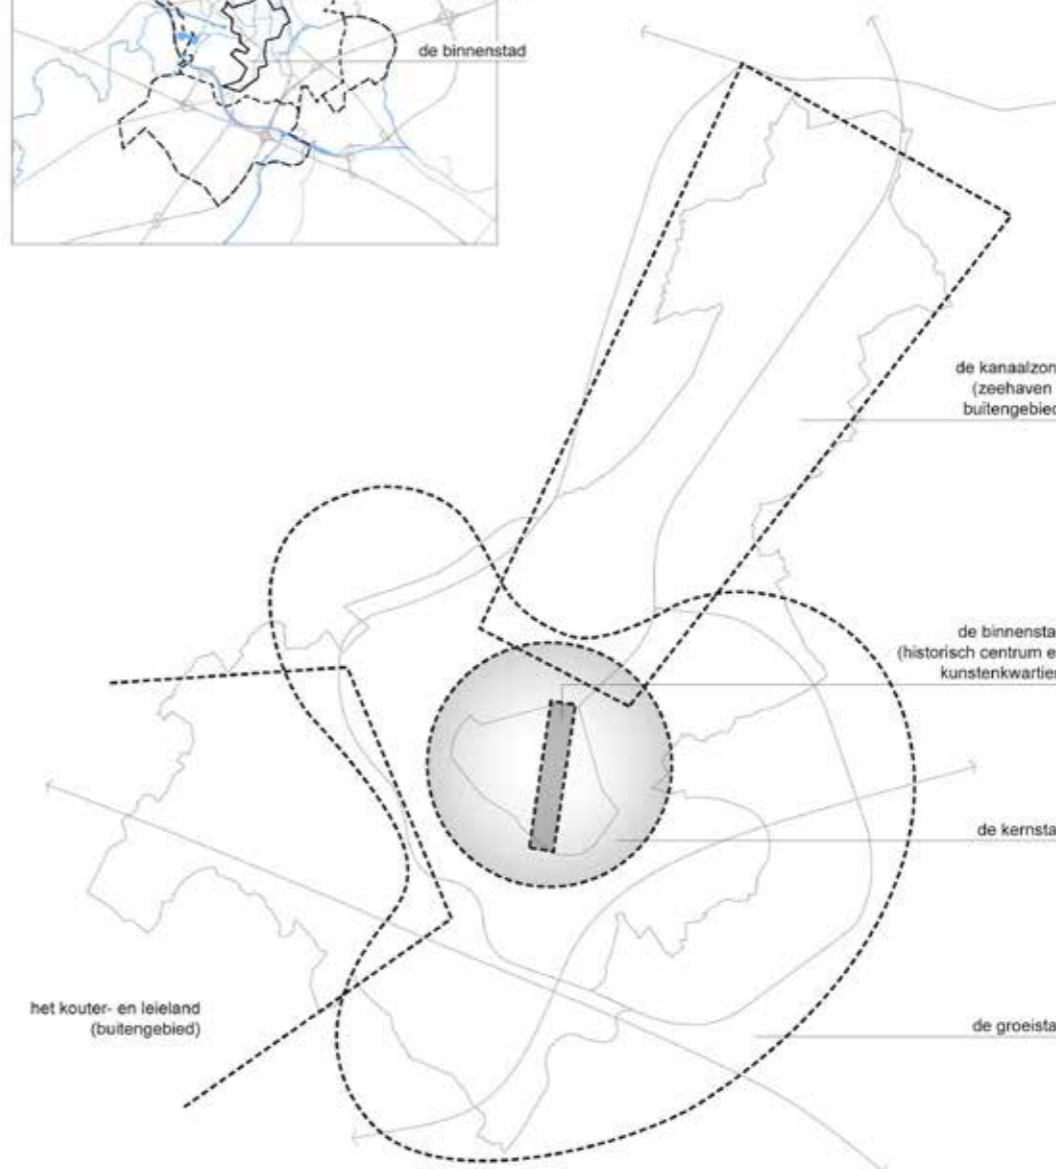 de binnenstad
de kanaalzon
(zeehaven
buitengebied
de binnensta
(historisch centrum e
kunstenkwartier
de kernsta
het kouter- en leieland
(buitengebied)
de groeista